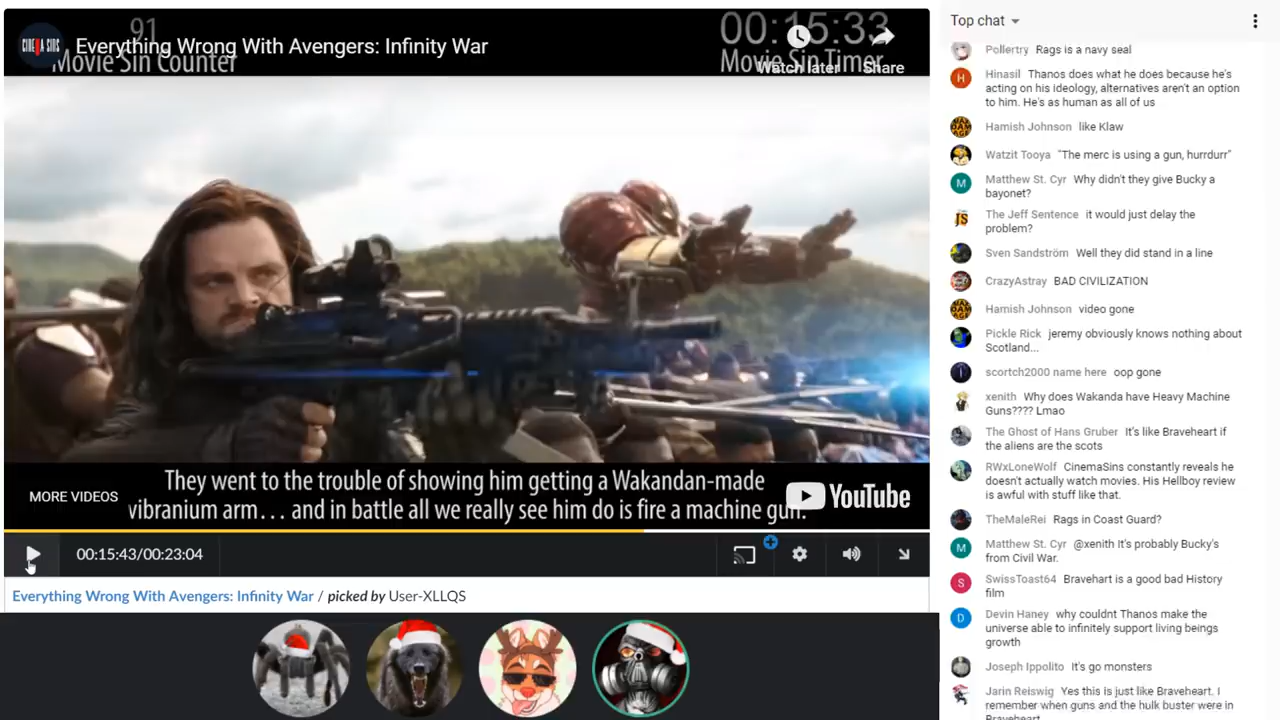 91
Movie Sin Counter
CINEMA SINS
Everything Wrong With Avengers: Infinity War
00:15:33
Movie Sin Timer
Watch later
Share
MORE VIDEOS
They went to the trouble of showing him getting a Wakandan-made
vibranium arm... and in battle all we really see him do is fire a machine gun.
YouTube
00:15:43/00:23:04
Everything Wrong With Avengers: Infinity War / picked by User-XLLQS
Top chat
Pollertry Rags is a navy seal
H
Hinasil Thanos does what he does because he's
acting on his ideology, alternatives aren't an option
to him. He's as human as all of us
Hamish Johnson like Klaw
Watzit Tooya "The merc is using a gun, hurrdurr"
M
Matthew St. Cyr Why didn't they give Bucky a
bayonet?
JS
The Jeff Sentence it would just delay the
problem?
Sven Sandström Well they did stand in a line
CrazyAstray BAD CIVILIZATION
Hamish Johnson video gone
Pickle Rick jeremy obviously knows nothing about
Scotland...
scortch2000 name here oop gone
xenith Why does Wakanda have Heavy Machine
Guns???? Lmao
The Ghost of Hans Gruber It's like Braveheart if
the aliens are the scots
RWxLoneWolf CinemaSins constantly reveals he
doesn't actually watch movies. His Hellboy review
is awful with stuff like that.
TheMaleRei Rags in Coast Guard?
M
Matthew St. Cyr @xenith It's probably Bucky's
from Civil War.
S
SwissToast64 Bravehart is a good bad History
film
D
Devin Haney why couldnt Thanos make the
universe able to infinitely support living beings
growth
Joseph Ippolito It's go monsters
Jarin Reiswig Yes this is just like Braveheart. I
remember when guns and the hulk buster were in
Braveheart